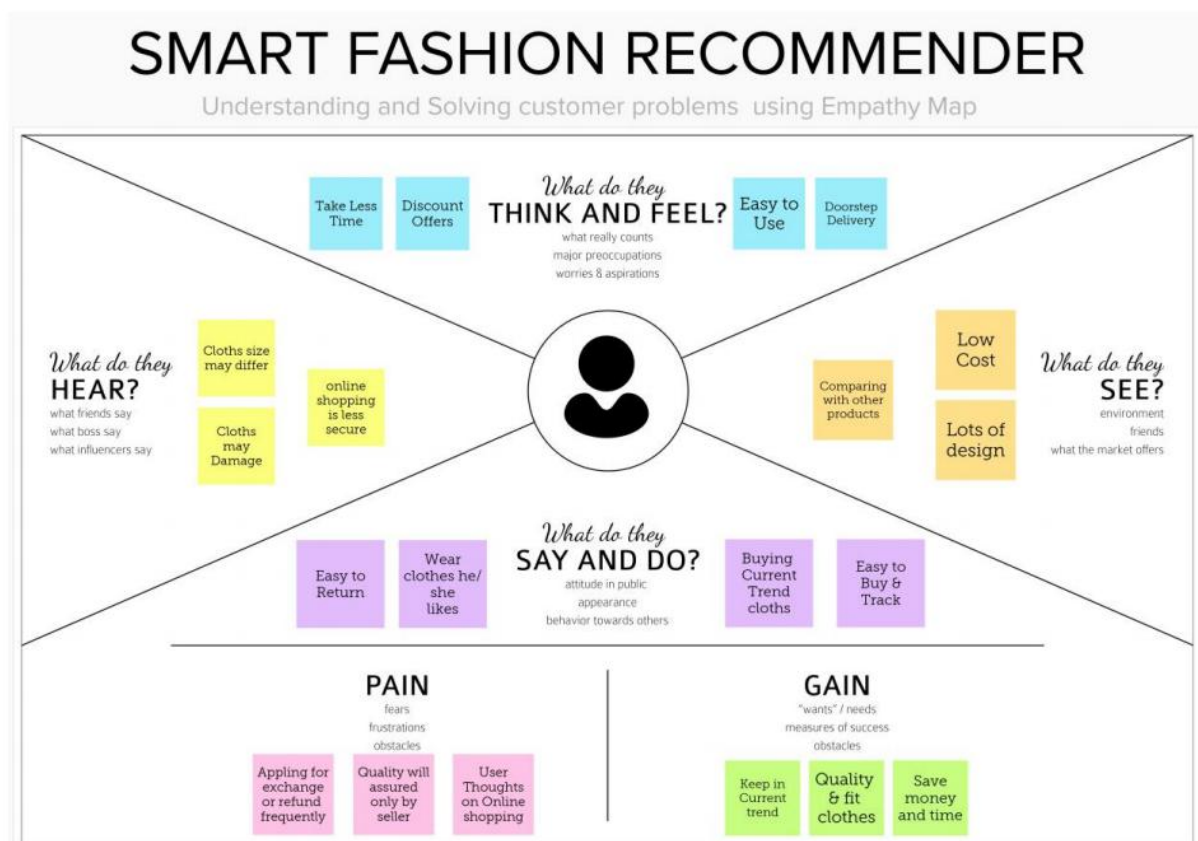 SMART FASHION RECOMMENDER
Understanding and Solving customer problems using Empathy Map
What do they
THINK AND FEEL?
what really counts
major preoccupations
worries & aspirations
Take Less
Time
Discount
Offers
Easy to
Use
Doorstep
Delivery
What do they
HEAR?
what friends say
what boss say
what influencers say
Cloths size
may differ
Cloths
may
Damage
online
shopping
is less
secure
Comparing
with other
products
Low
Cost
Lots of
design
What do they
SEE?
environment
friends
what the market offers
What do they
SAY AND DO?
attitude in public
appearance
behavior towards others
Easy to
Return
Wear
clothes he/
she
likes
Buying
Current
Trend
cloths
Easy to
Buy &
Track
PAIN
fears
frustrations
obstacles
Appling for
exchange
or refund
frequently
Quality will
assured
only by
seller
User
Thoughts
on Online
shopping
GAIN
"wants" / needs
measures of success
obstacles
Keep in
Current
trend
Quality
& fit
clothes
Save
money
and time